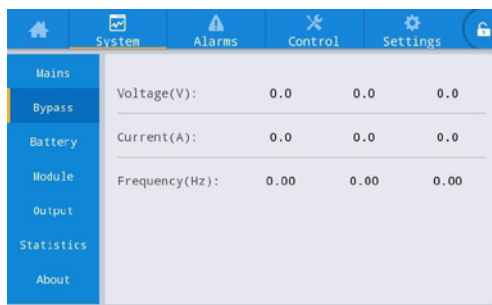 System Alarms Control Settings
Mains
Bypass
Battery
Module
Output
Statistics
About
Voltage(V): 0.0 0.0 0.0
Current(A): 0.0 0.0 0.0
Frequency(Hz): 0.00 0.00 0.00